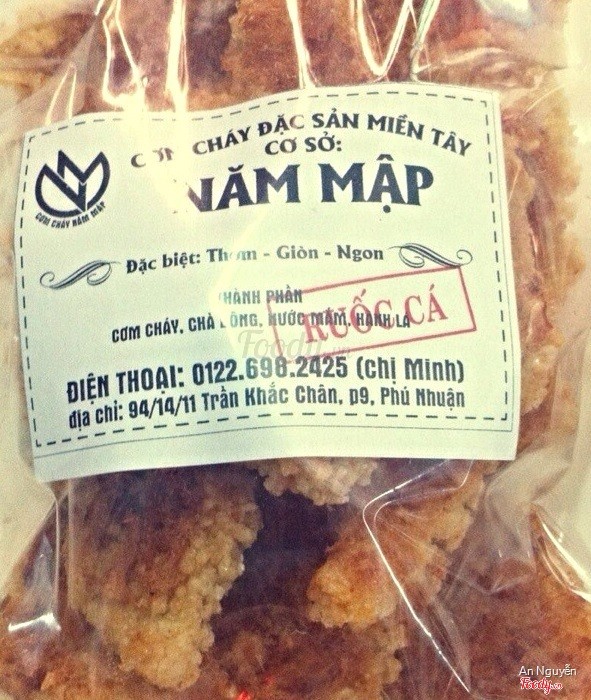 CƠM CHÁY ĐẶC SẢN MIỀN TÂY
CƠ SỞ:
NĂM MẬP
CƠM CHÁY NĂM MẬP
Đặc biệt: Thơm - Giòn - Ngon
THÀNH PHẦN
CƠM CHÁY, CHÀ BÔNG, NƯỚC MẮM, HÀNH LÁ
RUỐC CÁ
Foody.vn
ĐIỆN THOẠI: 0122.698.2425 (chị Minh)
địa chỉ: 94/14/11 Trần Khắc Chân, p9, Phú Nhuận
An Nguyễn
Foody.vn